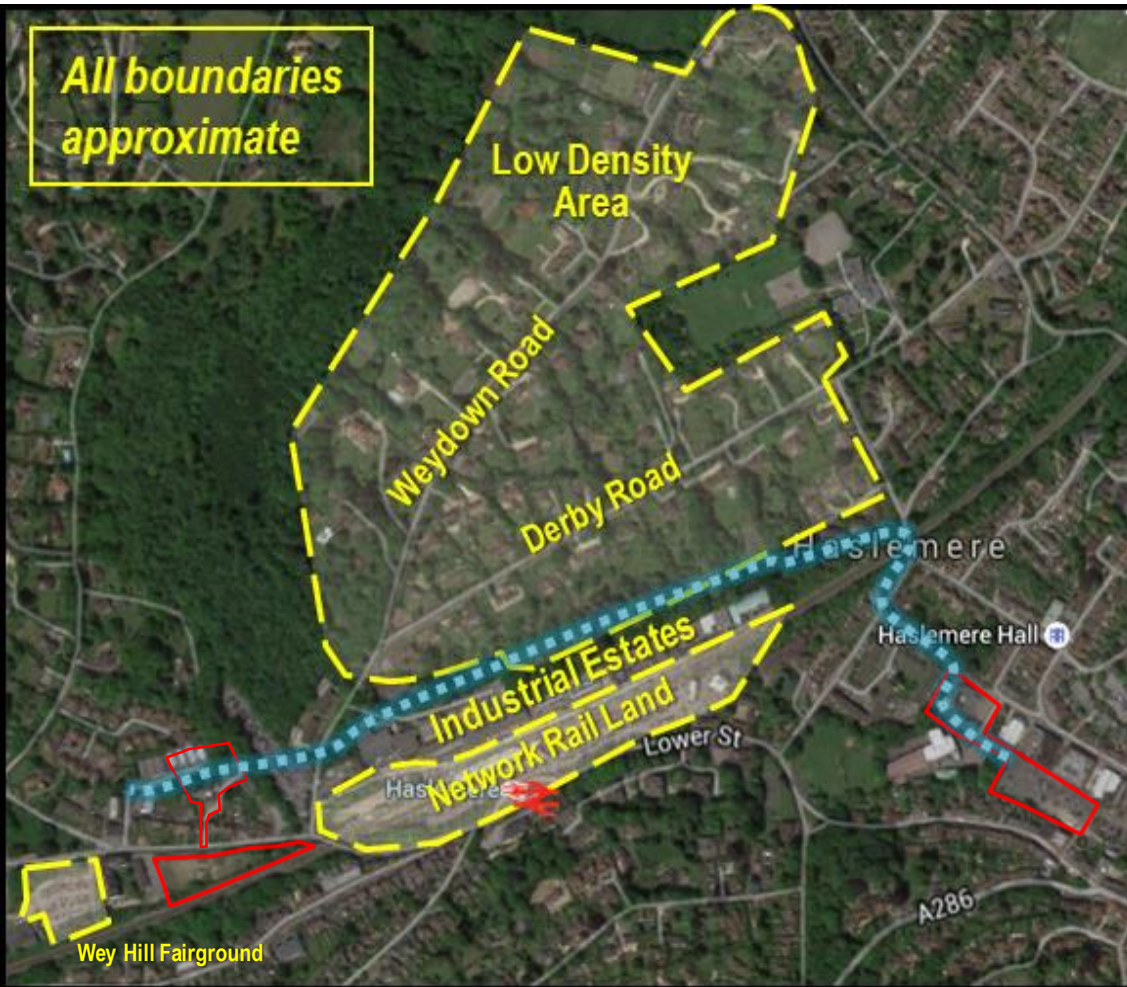 All boundaries
approximate
Low Density
Area
Weydown Road
Derby Road
Haslemere
Haslemere Hall
Industrial Estates
Network Rail Land
Lower St
A286
Wey Hill Fairground